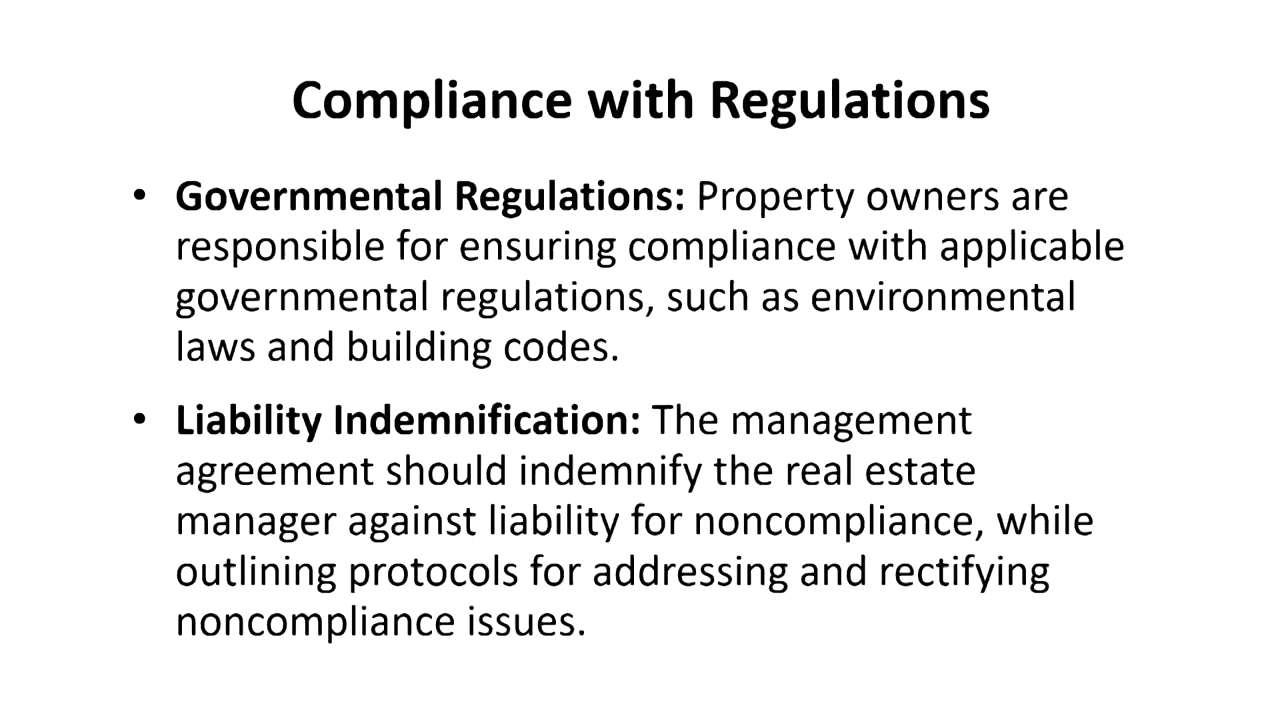 Compliance with Regulations
• Governmental Regulations: Property owners are
responsible for ensuring compliance with applicable
governmental regulations, such as environmental
laws and building codes.
• Liability Indemnification: The management
agreement should indemnify the real estate
manager against liability for noncompliance, while
outlining protocols for addressing and rectifying
noncompliance issues.